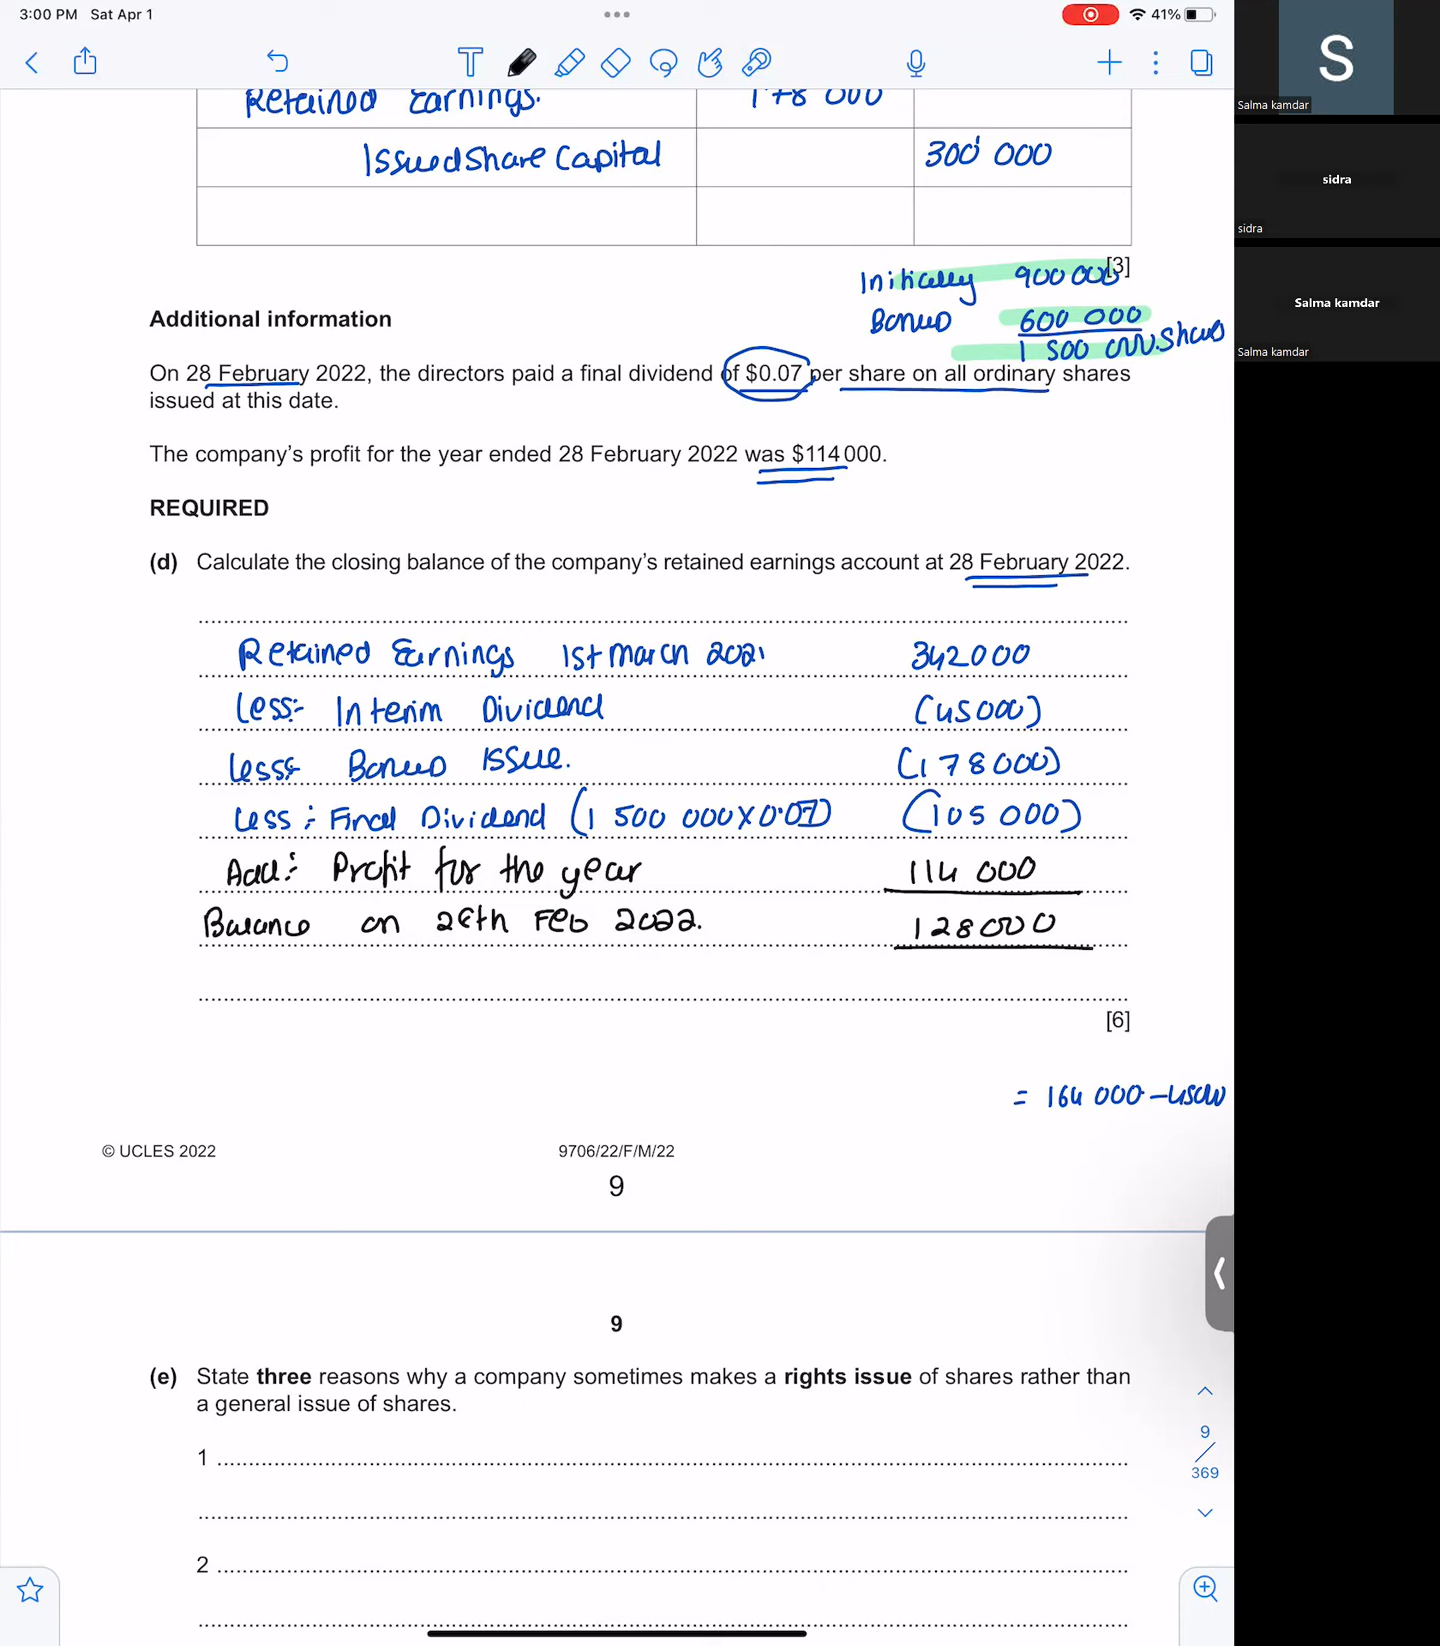 3:00 PM Sat Apr 1
41%
S
Salma kamdar
sidra
sidra
Salma kamdar
Salma kamdar
Retained Earnings. 178 000
Issued Share Capital 300 000
[3]
Initially 900 000
Bonus 600 000
1 500 000 shares
Additional information
On 28 February 2022, the directors paid a final dividend of $0.07 per share on all ordinary shares
issued at this date.
The company's profit for the year ended 28 February 2022 was $114 000.
REQUIRED
(d) Calculate the closing balance of the company's retained earnings account at 28 February 2022.
Retained Earnings 1st march 2021 342000
Less:- Interim Dividend (45000)
Less: Bonus Issue. (178000)
Less: Final Dividend (1 500 000 X 0.07) (105 000)
Add: Profit for the year 114 000
Balance on 28th Feb 2022. 128000
[6]
= 164 000 - 45000
© UCLES 2022
9706/22/F/M/22
9
9
(e) State three reasons why a company sometimes makes a rights issue of shares rather than
a general issue of shares.
1
2
9
369